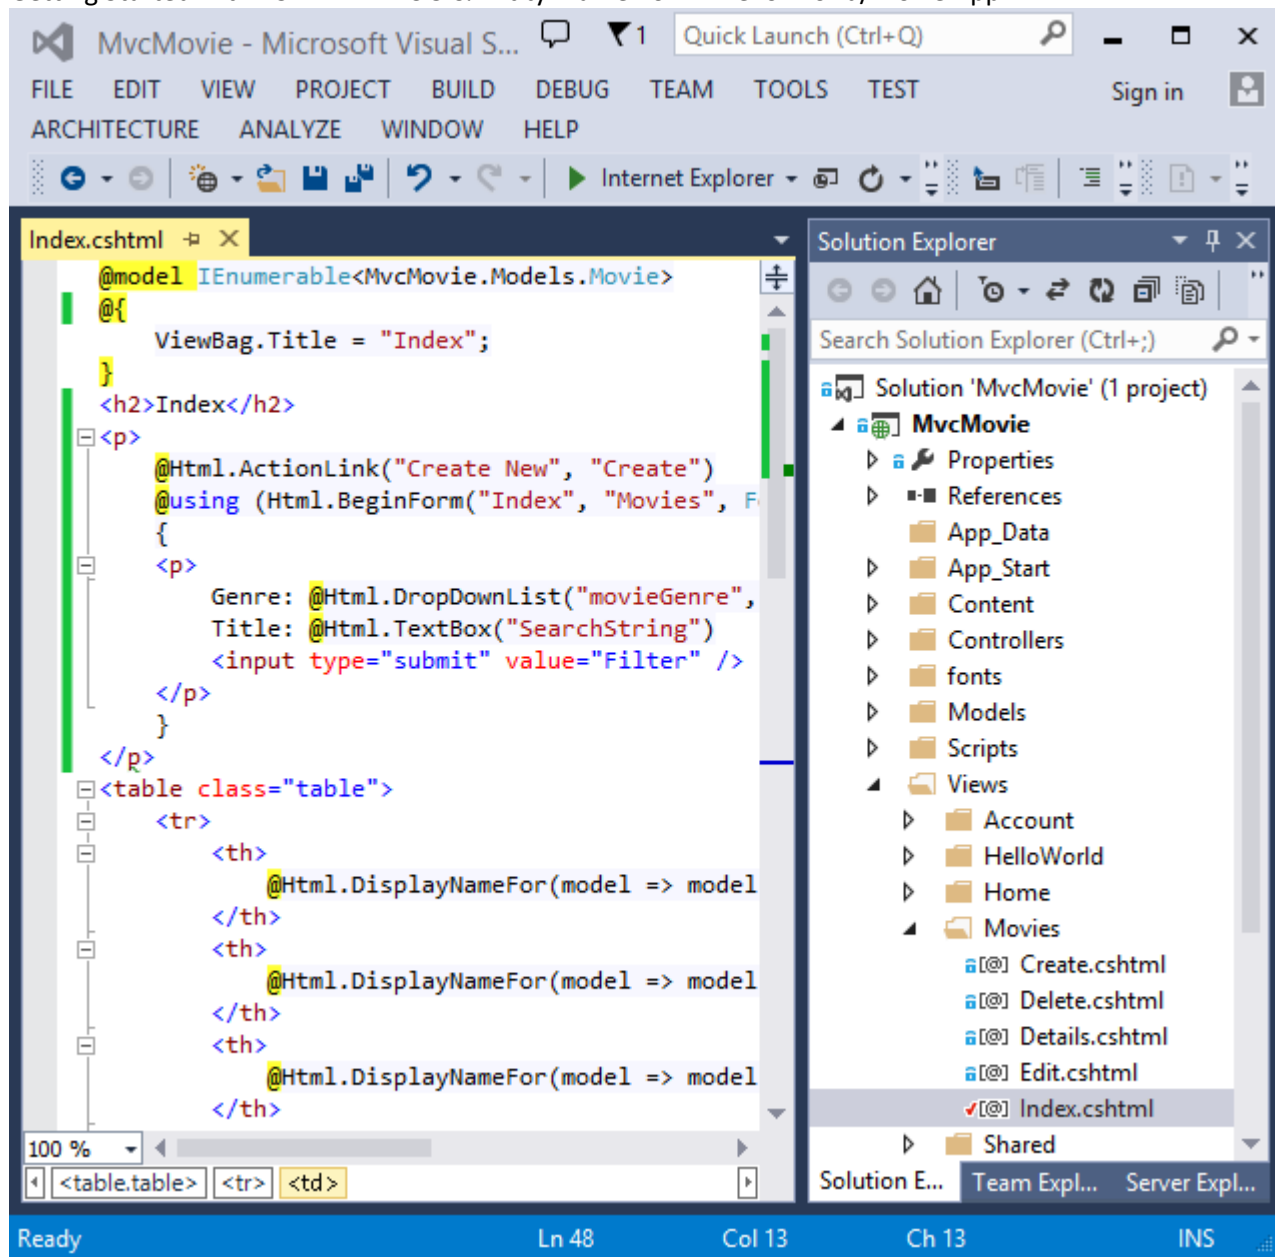 MvcMovie - Microsoft Visual S...
1
Quick Launch (Ctrl+Q)
FILE EDIT VIEW PROJECT BUILD DEBUG TEAM TOOLS TEST
Sign in
ARCHITECTURE ANALYZE WINDOW HELP
Internet Explorer
Index.cshtml
@model IEnumerable<MvcMovie.Models.Movie>
@{
ViewBag.Title = "Index";
}
<h2>Index</h2>
<p>
@Html.ActionLink("Create New", "Create")
@using (Html.BeginForm("Index", "Movies", F
{
<p>
Genre: @Html.DropDownList("movieGenre",
Title: @Html.TextBox("SearchString")
<input type="submit" value="Filter" />
</p>
}
</p>
<table class="table">
<tr>
<th>
@Html.DisplayNameFor(model => model
</th>
<th>
@Html.DisplayNameFor(model => model
</th>
<th>
@Html.DisplayNameFor(model => model
</th>
100 %
<table.table> <tr> <td>
Solution Explorer
Search Solution Explorer (Ctrl+;)
Solution 'MvcMovie' (1 project)
MvcMovie
Properties
References
App_Data
App_Start
Content
Controllers
fonts
Models
Scripts
Views
Account
HelloWorld
Home
Movies
[@] Create.cshtml
[@] Delete.cshtml
[@] Details.cshtml
[@] Edit.cshtml
[@] Index.cshtml
Shared
Solution E... Team Expl... Server Expl...
Ready Ln 48 Col 13 Ch 13 INS